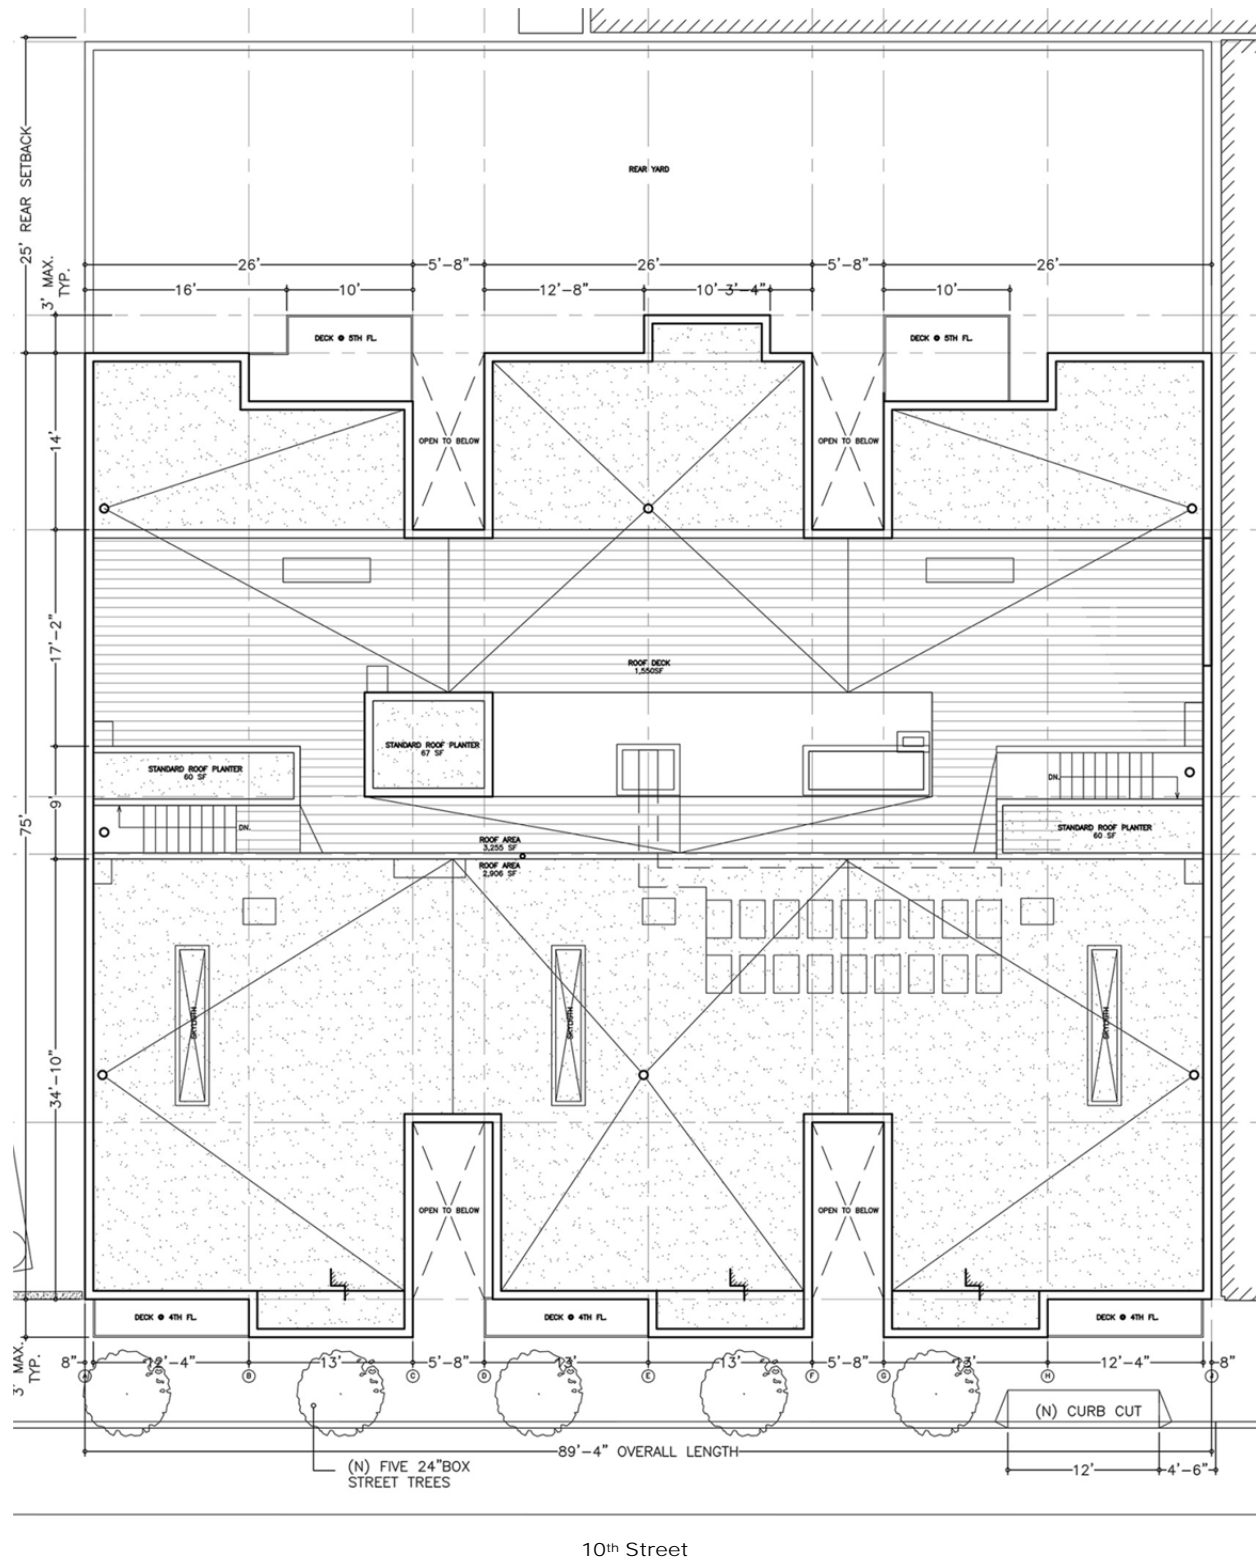 25' REAR SETBACK
REAR YARD
3' MAX.
TYP.
26'
5'-8"
26'
5'-8"
26'
16'
10'
12'-8"
10'
3'-4"
10'
DECK @ 5TH FL.
DECK @ 5TH FL.
14'
OPEN TO BELOW
OPEN TO BELOW
17'-2"
ROOF DECK
1,550SF
STANDARD ROOF PLANTER
67 SF
STANDARD ROOF PLANTER
60 SF
DN.
75'
9'
DN.
STANDARD ROOF PLANTER
60 SF
ROOF AREA
3,255 SF
ROOF AREA
2,906 SF
SKYLIGHT
SKYLIGHT
SKYLIGHT
34'-10"
OPEN TO BELOW
OPEN TO BELOW
DECK @ 4TH FL.
DECK @ 4TH FL.
DECK @ 4TH FL.
3' MAX.
TYP.
8"
12'-4"
13'
5'-8"
13'
13'
5'-8"
13'
12'-4"
8"
A
B
C
D
E
F
G
H
J
(N) CURB CUT
89'-4" OVERALL LENGTH
(N) FIVE 24"BOX
STREET TREES
12'
4'-6"
10th Street